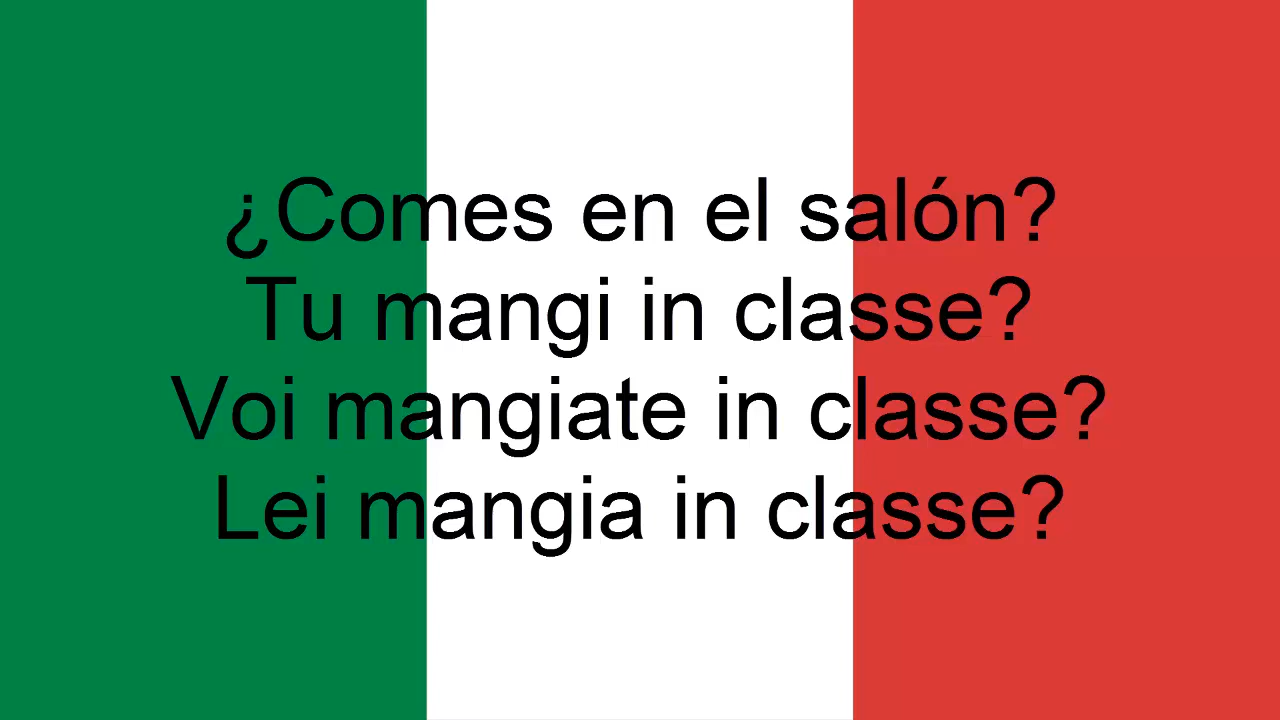 ¿Comes en el salón?
Tu mangi in classe?
Voi mangiate in classe?
Lei mangia in classe?